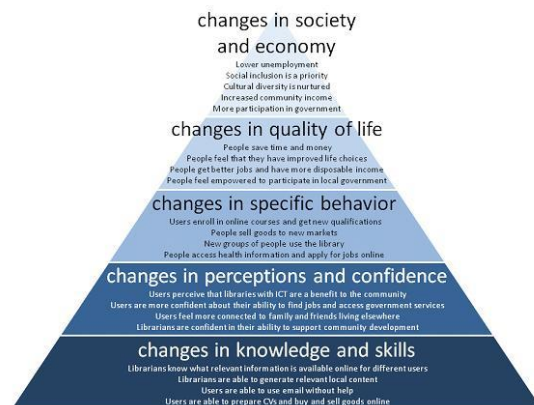 changes in society
and economy
Lower unemployment
Social inclusion is a priority
Cultural diversity is nurtured
Increased community income
More participation in government
changes in quality of life
People save time and money
People feel that they have improved life choices
People get better jobs and have more disposable income
People feel empowered to participate in local government
changes in specific behavior
Users enroll in online courses and get new qualifications
People sell goods to new markets
New groups of people use the library
People access health information and apply for jobs online
changes in perceptions and confidence
Users perceive that libraries with ICT are a benefit to the community
Users are more confident about their ability to find jobs and access government services
Users feel more connected to family and friends living elsewhere
Librarians are confident in their ability to support community development
changes in knowledge and skills
Librarians know what relevant information is available online for different users
Librarians are able to generate relevant local content
Users are able to use email without help
Users are able to prepare CVs and buy and sell goods online